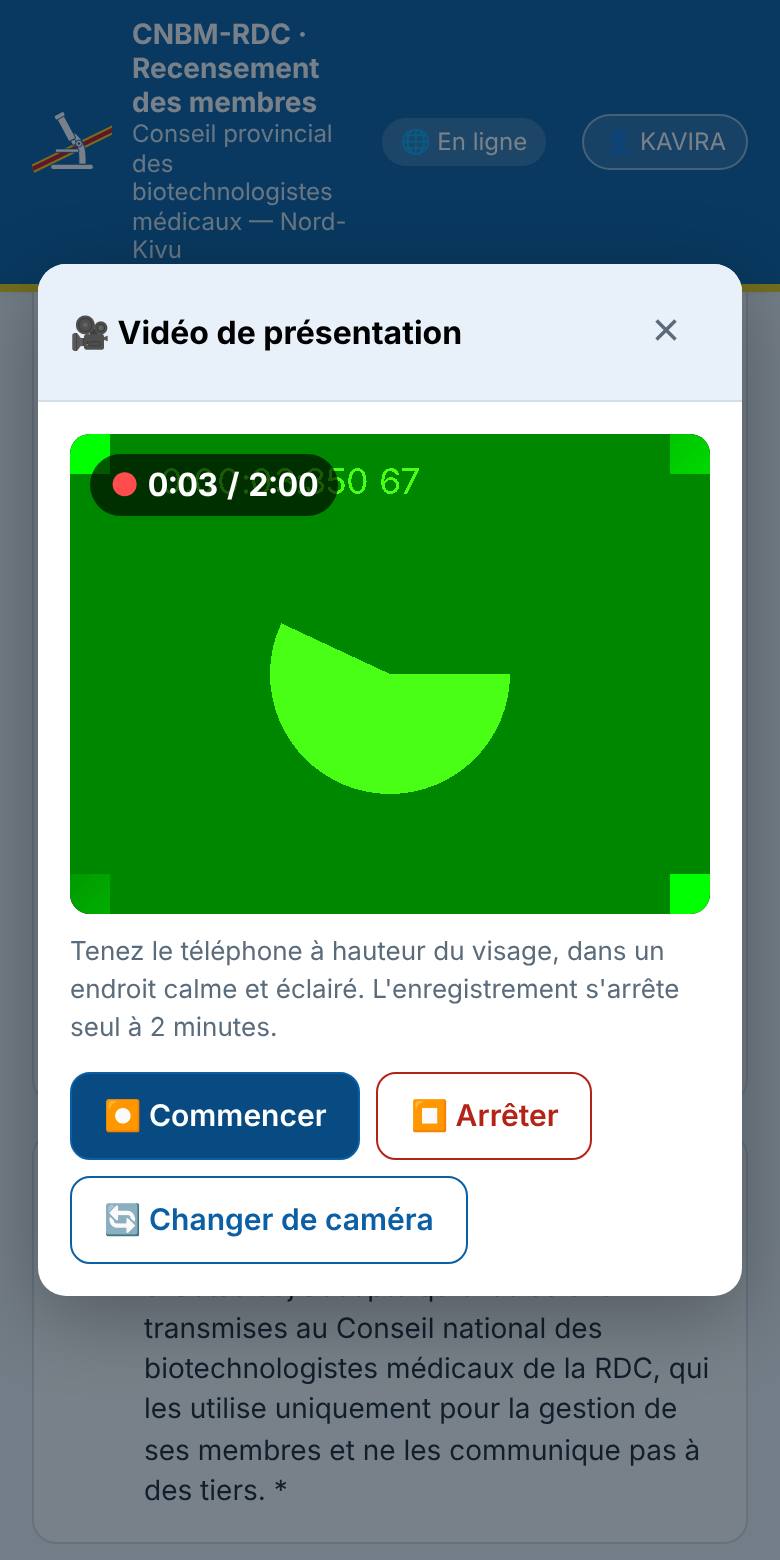 CNBM-RDC ·
Recensement
des membres
Conseil provincial
des
biotechnologistes
médicaux — Nord-
Kivu
🌐 En ligne
👤 KAVIRA
🎥 Vidéo de présentation
✕
0:03 / 2:00
67
Tenez le téléphone à hauteur du visage, dans un
endroit calme et éclairé. L'enregistrement s'arrête
seul à 2 minutes.
⏺️ Commencer
⏹️ Arrêter
🔄 Changer de caméra
transmises au Conseil national des
biotechnologistes médicaux de la RDC, qui
les utilise uniquement pour la gestion de
ses membres et ne les communique pas à
des tiers. *